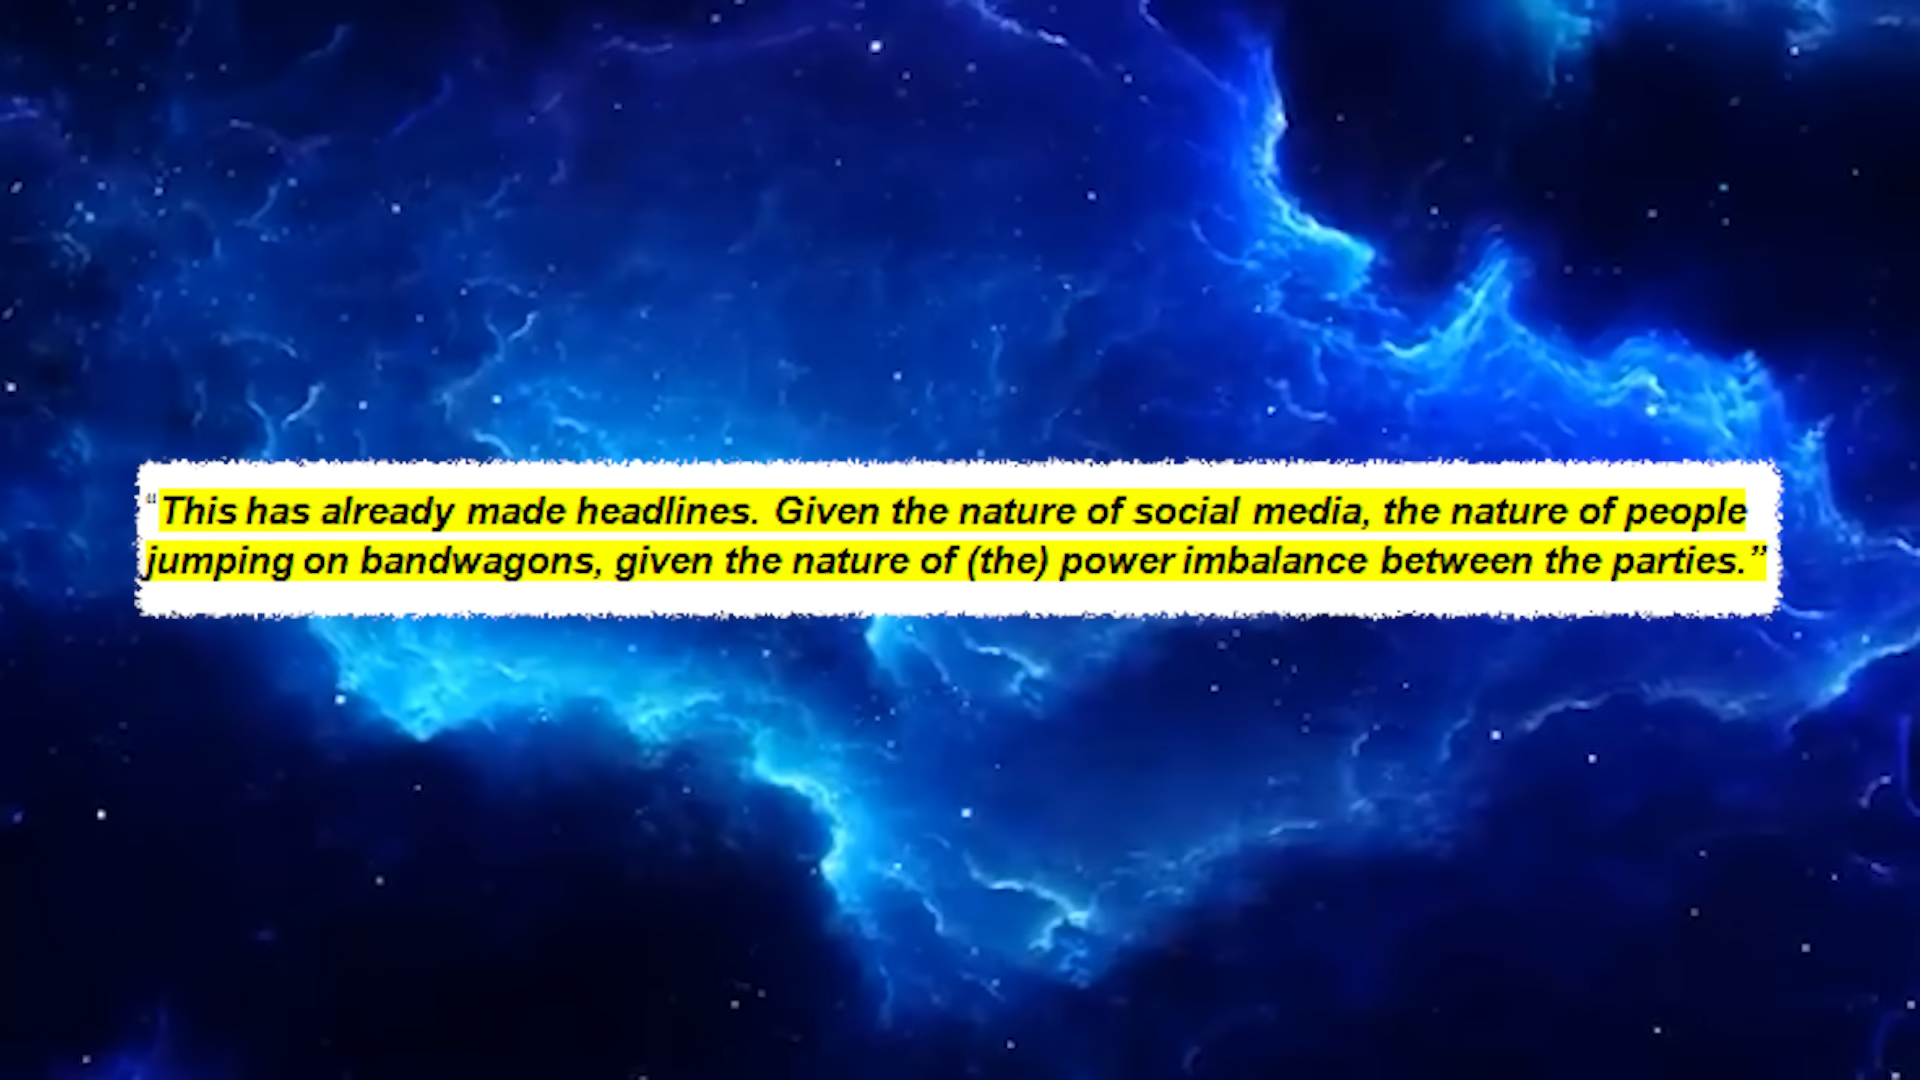 “This has already made headlines. Given the nature of social media, the nature of people
jumping on bandwagons, given the nature of (the) power imbalance between the parties.”